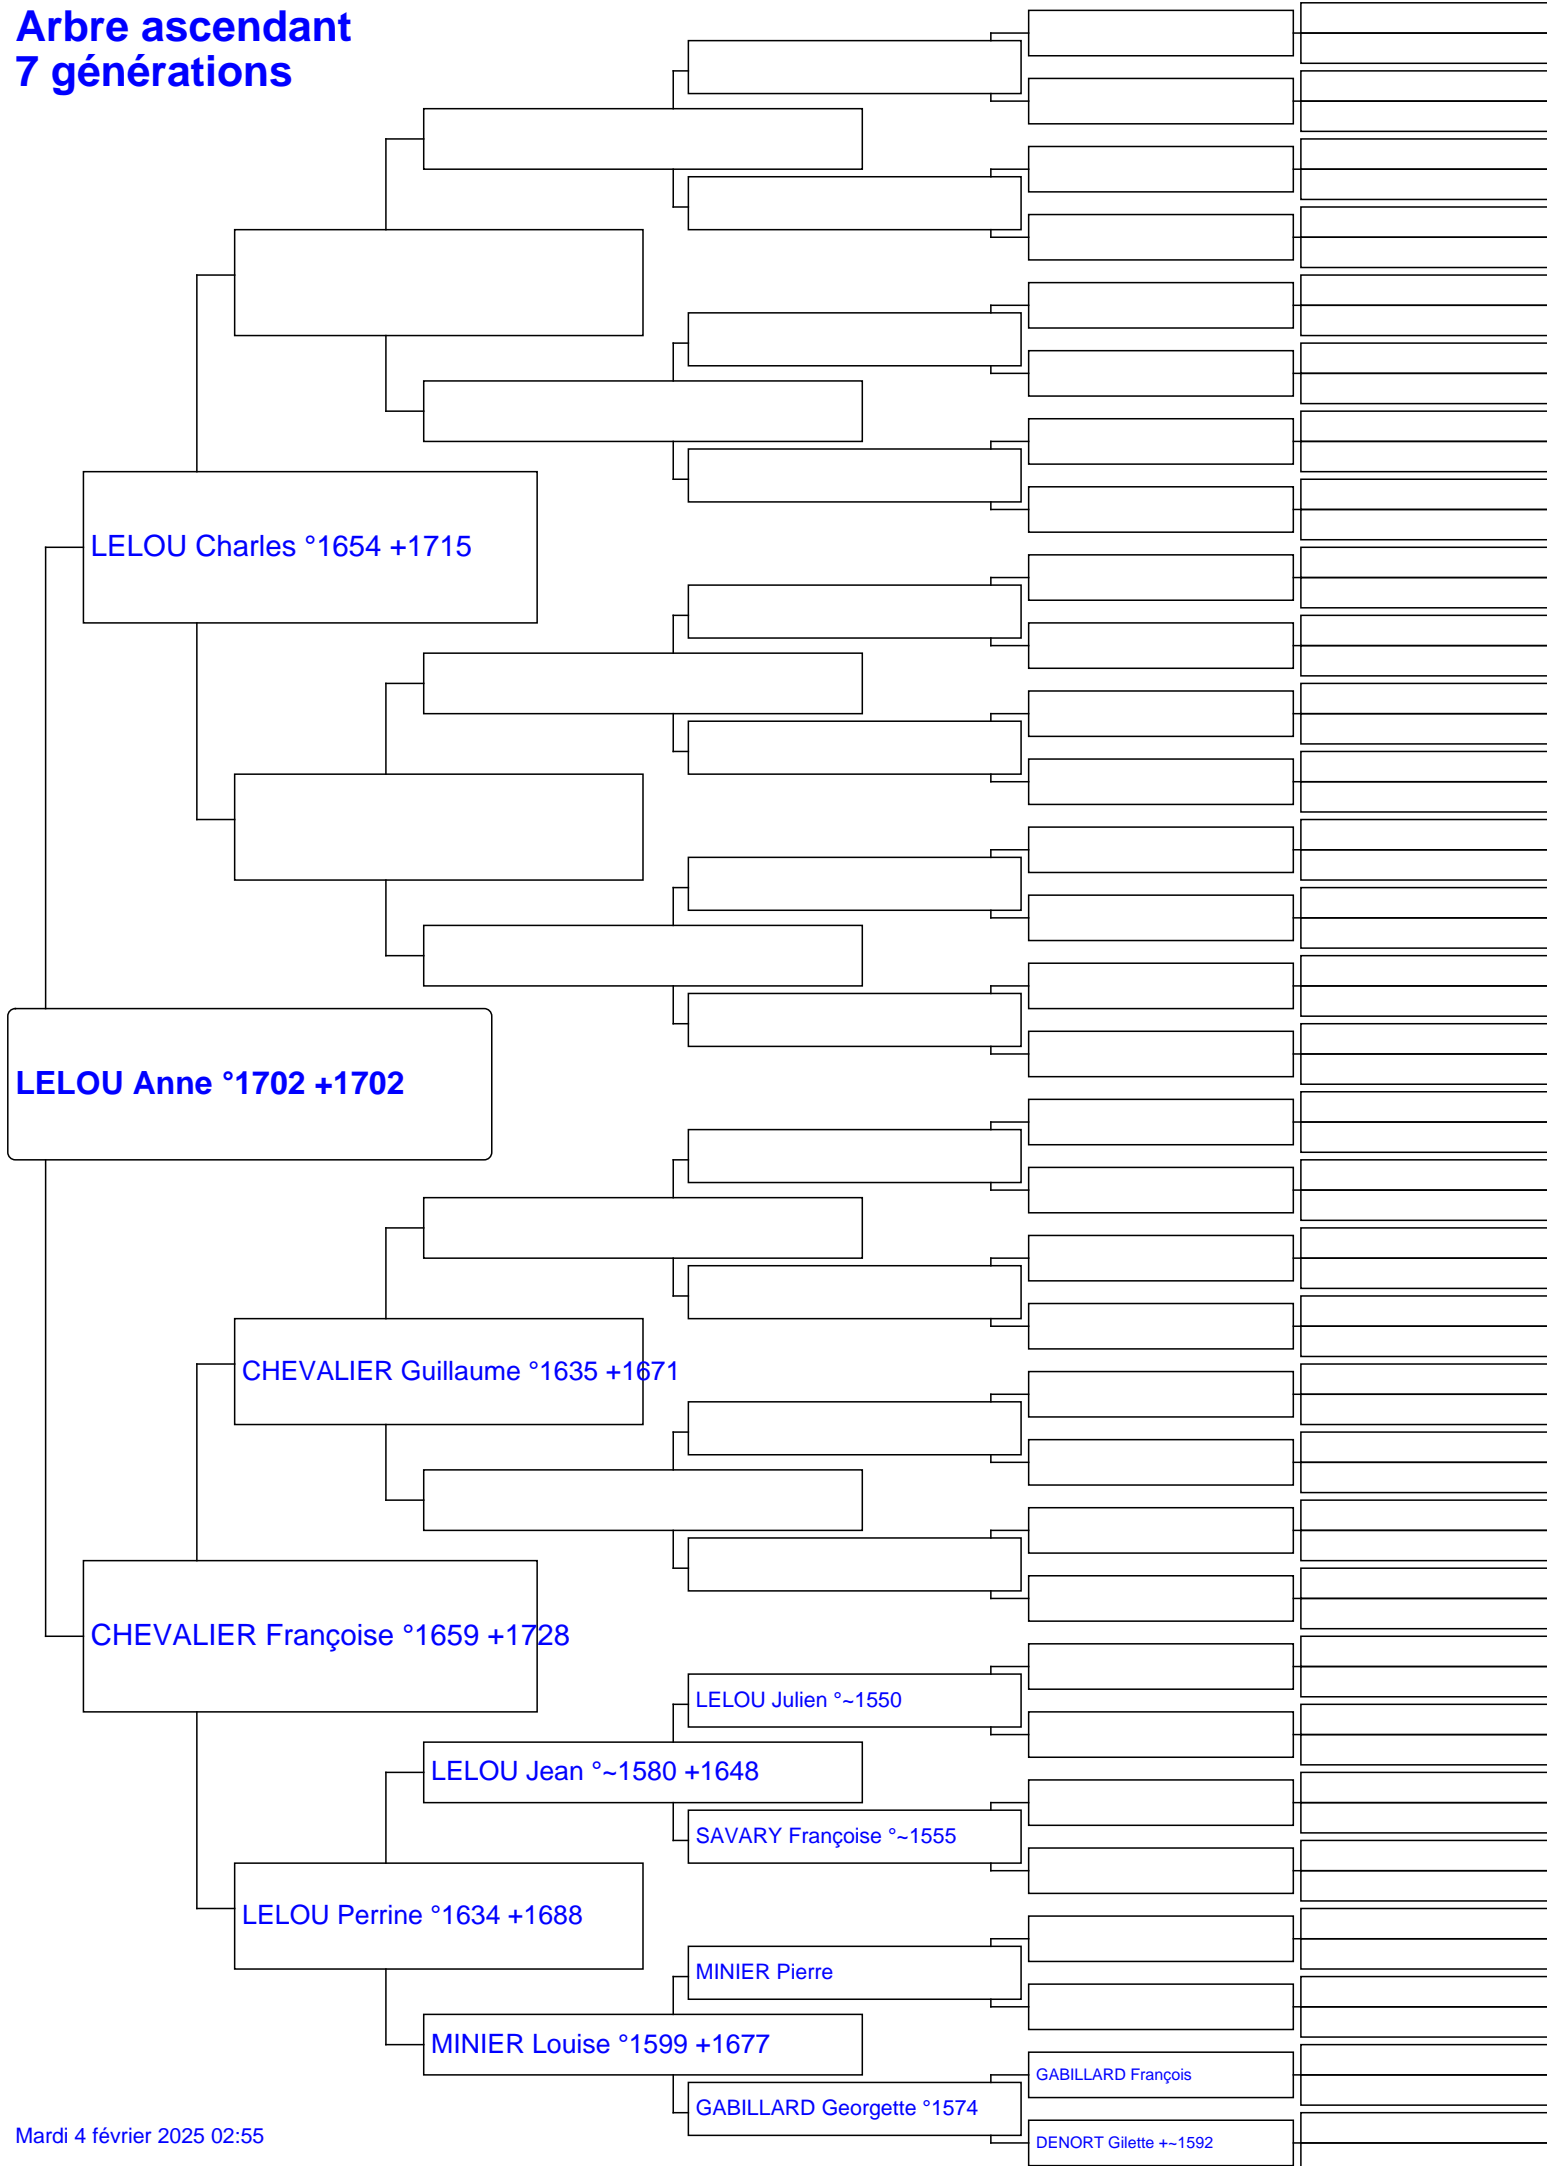 Arbre ascendant
7 générations
LELOU Charles °1654 +1715
LELOU Anne °1702 +1702
CHEVALIER Guillaume °1635 +1671
CHEVALIER Françoise °1659 +1728
LELOU Julien °~1550
LELOU Jean °~1580 +1648
SAVARY Françoise °~1555
LELOU Perrine °1634 +1688
MINIER Pierre
MINIER Louise °1599 +1677
GABILLARD François
GABILLARD Georgette °1574
DENORT Gilette +~1592
Mardi 4 février 2025 02:55